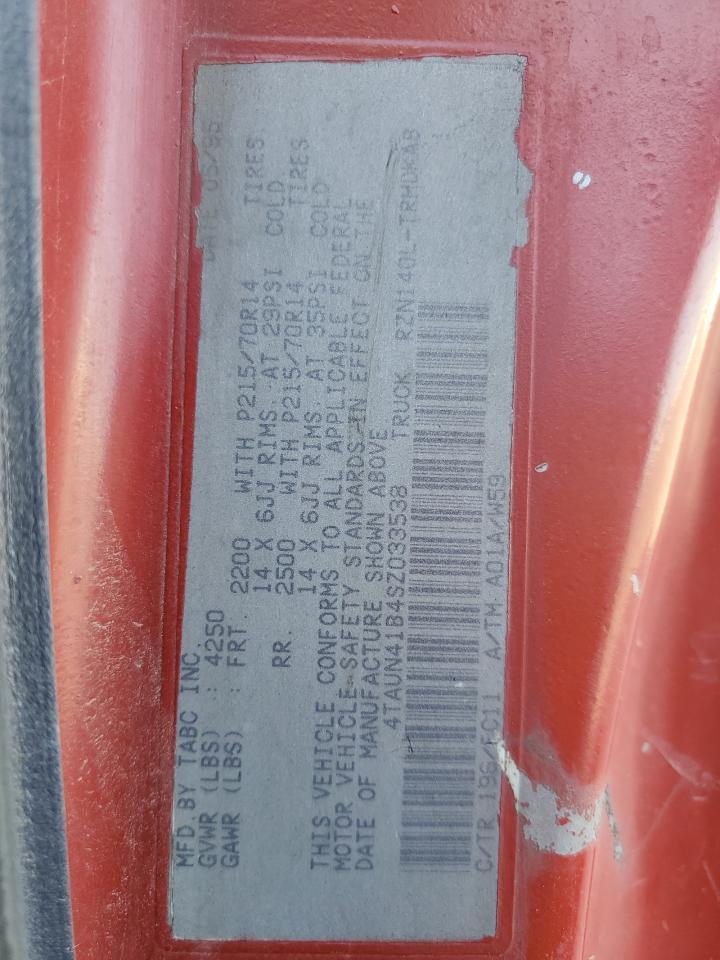 MFD.BY TABC INC. DATE 05/95
GVWR (LBS) : 4250
GAWR (LBS) : FRT. 2200 WITH P215/70R14 TIRES.
14 X 6JJ RIMS. AT 29PSI COLD
RR. 2500 WITH P215/70R14 TIRES
14 X 6JJ RIMS. AT 35PSI COLD
THIS VEHICLE CONFORMS TO ALL APPLICABLE FEDERAL
MOTOR VEHICLE SAFETY STANDARDS IN EFFECT ON THE
DATE OF MANUFACTURE SHOWN ABOVE
4TAUN41B4SZ033538 TRUCK RZN140L-TRMDKAB
C/TR 196/FC11 A/TM A01A/W59